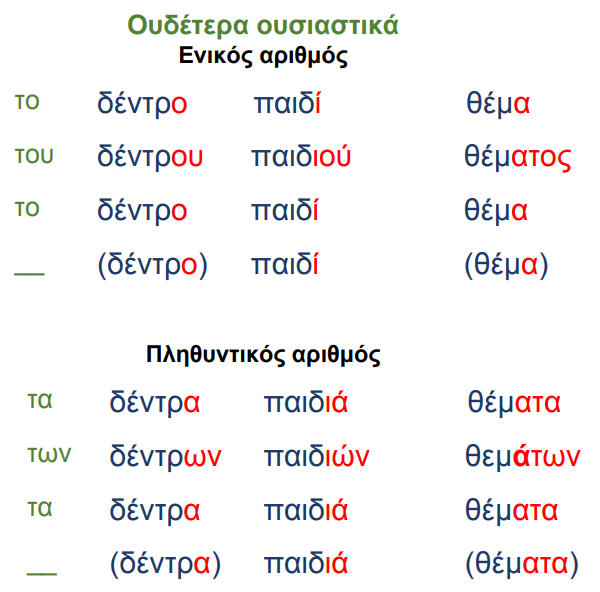 Ουδέτερα ουσιαστικά
Ενικός αριθμός
το δέντρο παιδί θέμα
του δέντρου παιδιού θέματος
το δέντρο παιδί θέμα
__ (δέντρο) παιδί (θέμα)
Πληθυντικός αριθμός
τα δέντρα παιδιά θέματα
των δέντρων παιδιών θεμάτων
τα δέντρα παιδιά θέματα
__ (δέντρα) παιδιά (θέματα)